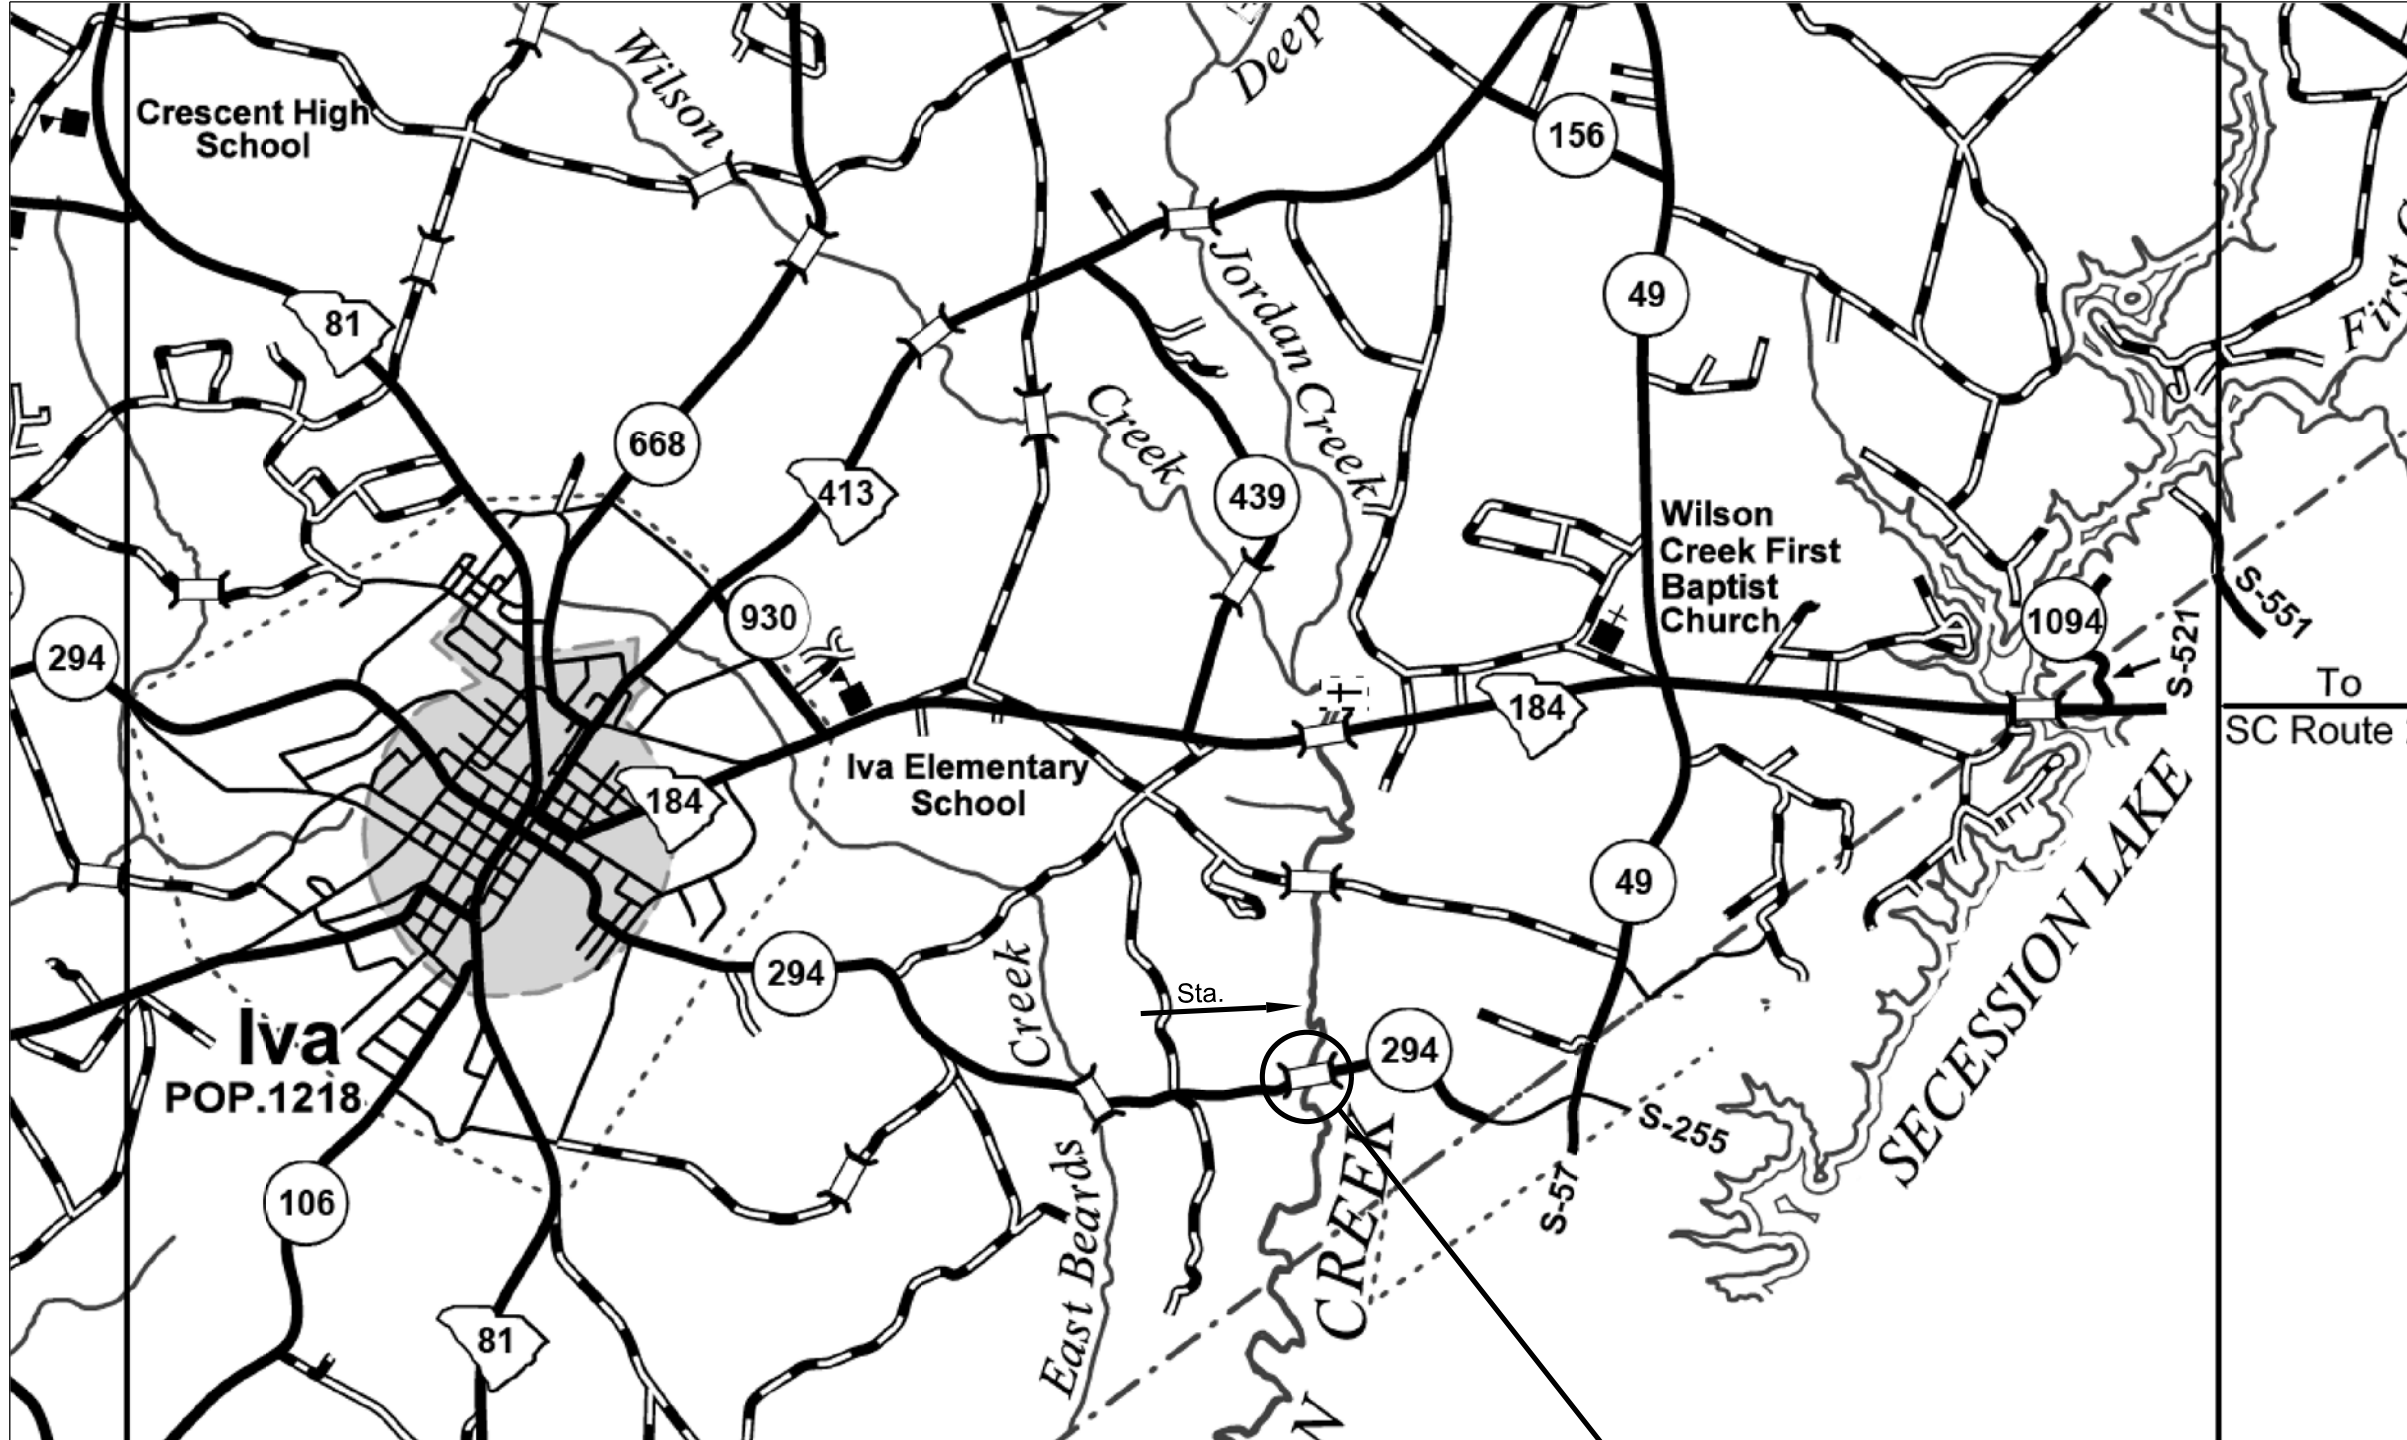 Deep
Wilson
Crescent High
School
156
Jordan Creek
First
81
49
Creek
668
413
439
Wilson
Creek First
Baptist
Church
930
1094
S-551
294
S-521
To
SC Route
184
Iva Elementary
School
184
SECESSION LAKE
49
Creek
294
Sta.
Iva
POP.1218
294
S-255
CREEK
106
S-57
East Beards
81
N